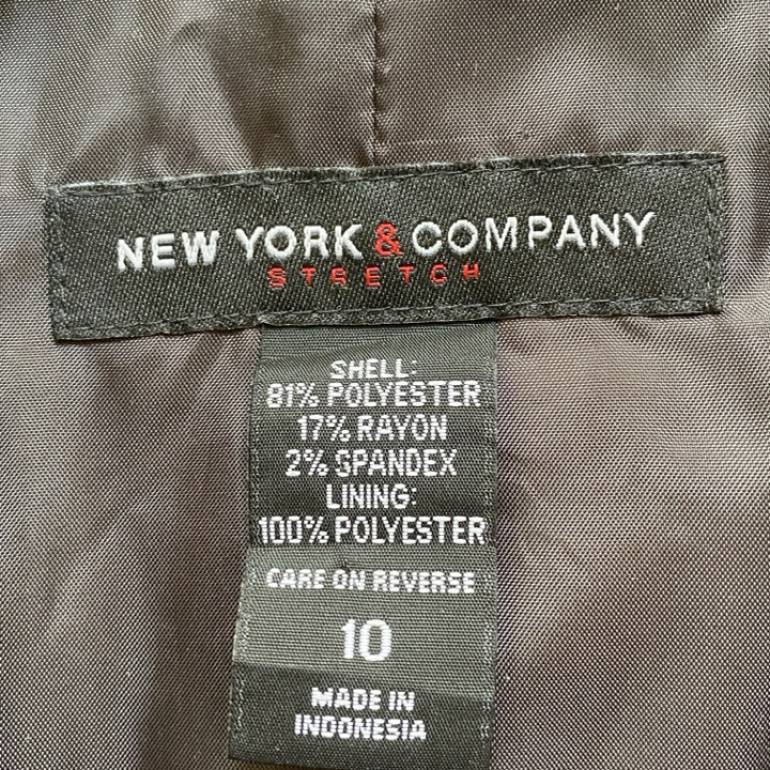 NEW YORK & COMPANY
STRETCH
SHELL:
81% POLYESTER
17% RAYON
2% SPANDEX
LINING:
100% POLYESTER
CARE ON REVERSE
10
MADE IN
INDONESIA